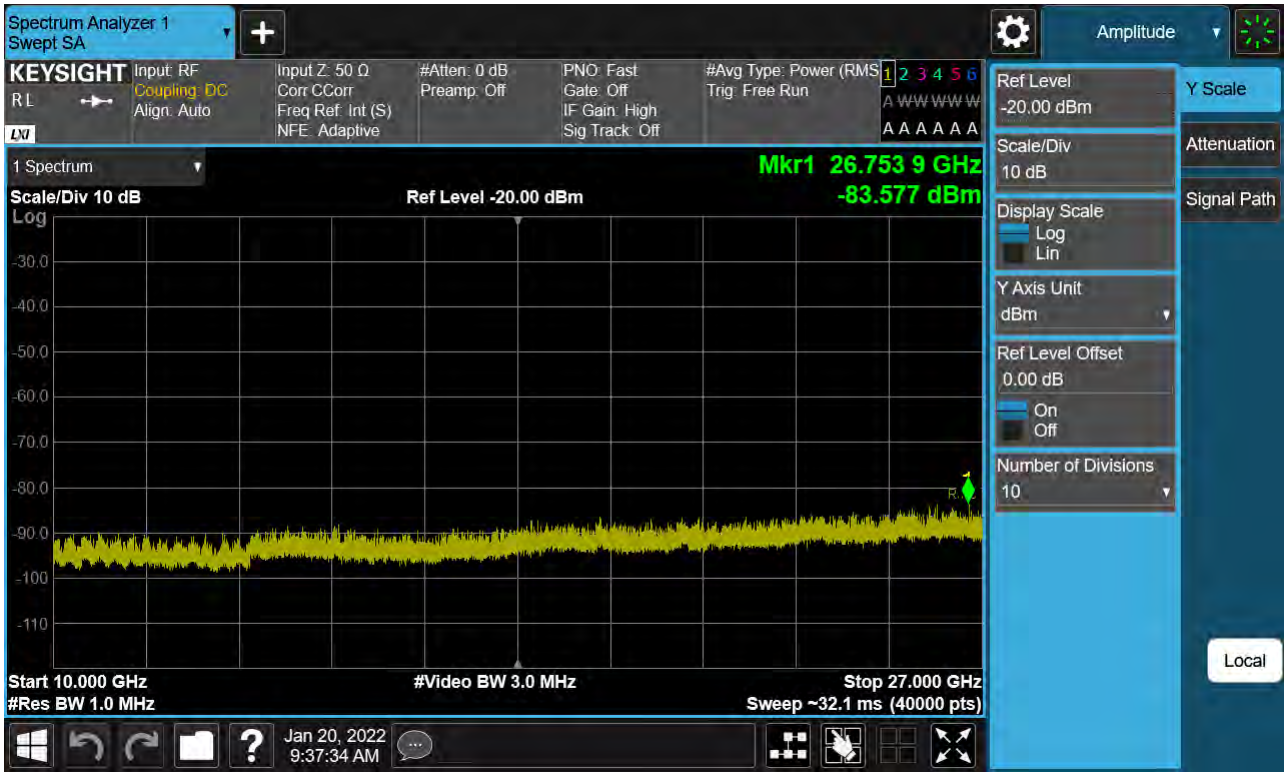 Spectrum Analyzer 1
Swept SA
Amplitude
KEYSIGHT
RL
LXI
Input: RF
Coupling: DC
Align: Auto
Input Z: 50 Ω
Corr CCorr
Freq Ref: Int (S)
NFE: Adaptive
#Atten: 0 dB
Preamp: Off
PNO: Fast
Gate: Off
IF Gain: High
Sig Track: Off
#Avg Type: Power (RMS
Trig: Free Run
1 2 3 4 5 6
A W W W W W
A A A A A A
1 Spectrum
Mkr1 26.753 9 GHz
-83.577 dBm
Scale/Div 10 dB
Ref Level -20.00 dBm
Log
-30.0
-40.0
-50.0
-60.0
-70.0
-80.0
-90.0
-100
-110
1
Start 10.000 GHz
#Video BW 3.0 MHz
Stop 27.000 GHz
#Res BW 1.0 MHz
Sweep ~32.1 ms (40000 pts)
Ref Level
-20.00 dBm
Scale/Div
10 dB
Display Scale
Log
Lin
Y Axis Unit
dBm
Ref Level Offset
0.00 dB
On
Off
Number of Divisions
10
Y Scale
Attenuation
Signal Path
Local
?
Jan 20, 2022
9:37:34 AM